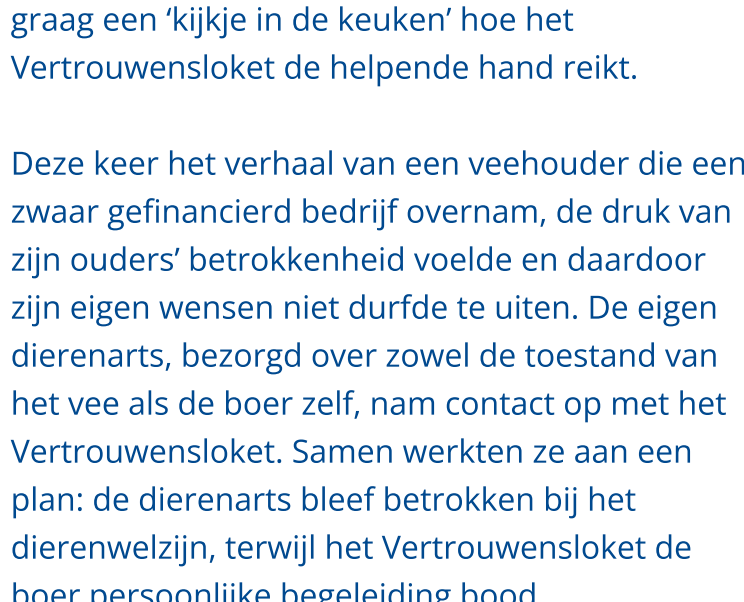 graag een ‘kijkje in de keuken’ hoe het
Vertrouwensloket de helpende hand reikt.
Deze keer het verhaal van een veehouder die een
zwaar gefinancierd bedrijf overnam, de druk van
zijn ouders’ betrokkenheid voelde en daardoor
zijn eigen wensen niet durfde te uiten. De eigen
dierenarts, bezorgd over zowel de toestand van
het vee als de boer zelf, nam contact op met het
Vertrouwensloket. Samen werkten ze aan een
plan: de dierenarts bleef betrokken bij het
dierenwelzijn, terwijl het Vertrouwensloket de
boer persoonlijke begeleiding bood